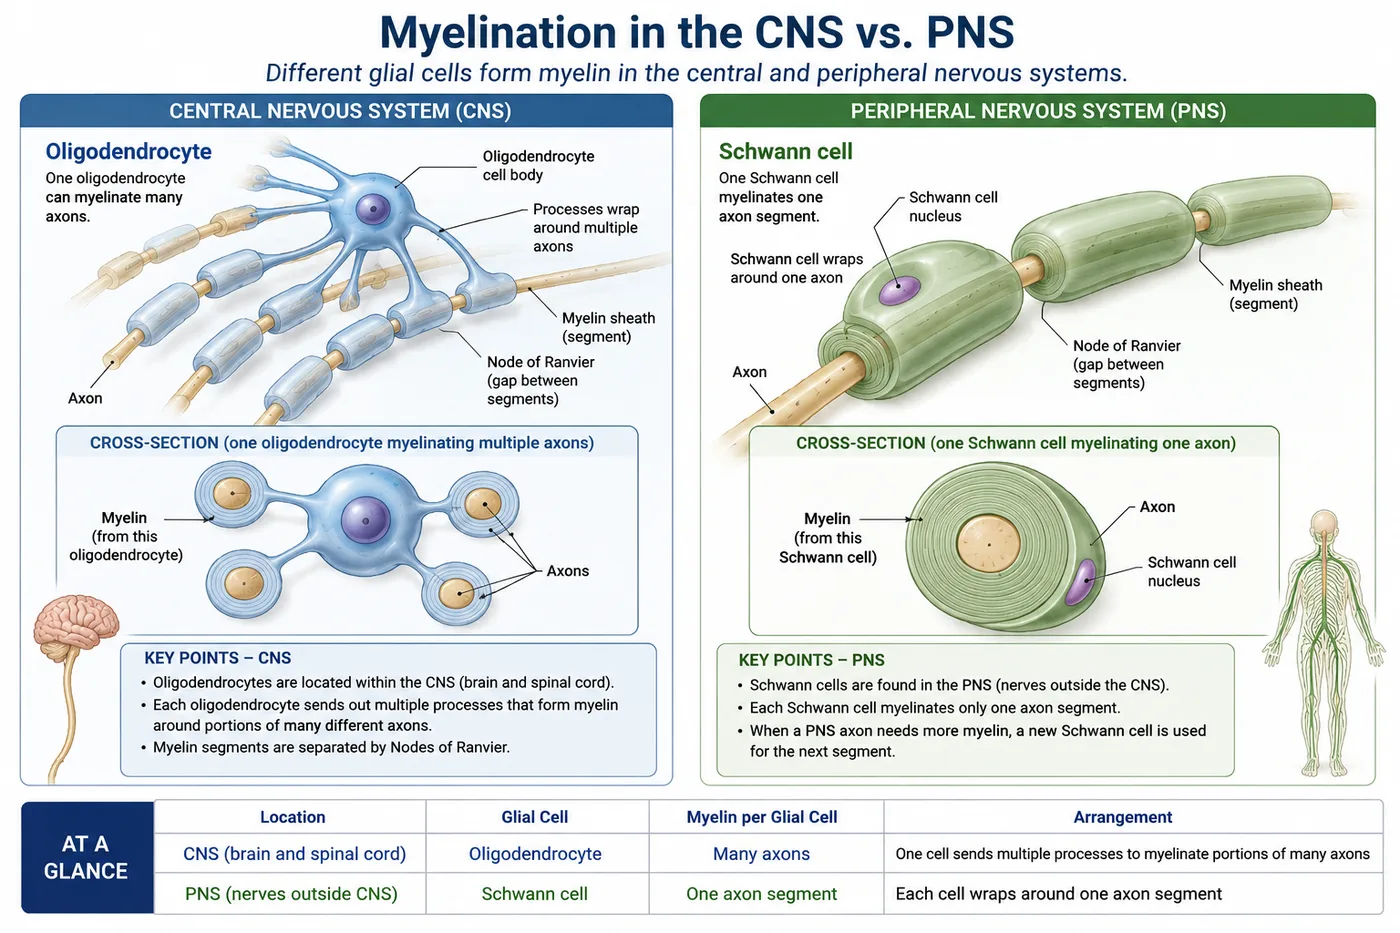 Myelination in the CNS vs. PNS
Different glial cells form myelin in the central and peripheral nervous systems.
CENTRAL NERVOUS SYSTEM (CNS)
Oligodendrocyte
One oligodendrocyte
can myelinate many
axons.
Oligodendrocyte
cell body
Processes wrap
around multiple
axons
Myelin sheath
(segment)
Node of Ranvier
(gap between
segments)
Axon
CROSS-SECTION (one oligodendrocyte myelinating multiple axons)
Myelin
(from this
oligodendrocyte)
Axons
KEY POINTS – CNS
• Oligodendrocytes are located within the CNS (brain and spinal cord).
• Each oligodendrocyte sends out multiple processes that form myelin
around portions of many different axons.
• Myelin segments are separated by Nodes of Ranvier.
PERIPHERAL NERVOUS SYSTEM (PNS)
Schwann cell
One Schwann cell
myelinates one
axon segment.
Schwann cell
nucleus
Schwann cell wraps
around one axon
Myelin sheath
(segment)
Node of Ranvier
(gap between
segments)
Axon
CROSS-SECTION (one Schwann cell myelinating one axon)
Myelin
(from this
Schwann cell)
Axon
Schwann cell
nucleus
KEY POINTS – PNS
• Schwann cells are found in the PNS (nerves outside the CNS).
• Each Schwann cell myelinates only one axon segment.
• When a PNS axon needs more myelin, a new Schwann cell is used
for the next segment.
AT A
GLANCE
Location Glial Cell Myelin per Glial Cell Arrangement
CNS (brain and spinal cord) Oligodendrocyte Many axons One cell sends multiple processes to myelinate portions of many axons
PNS (nerves outside CNS) Schwann cell One axon segment Each cell wraps around one axon segment